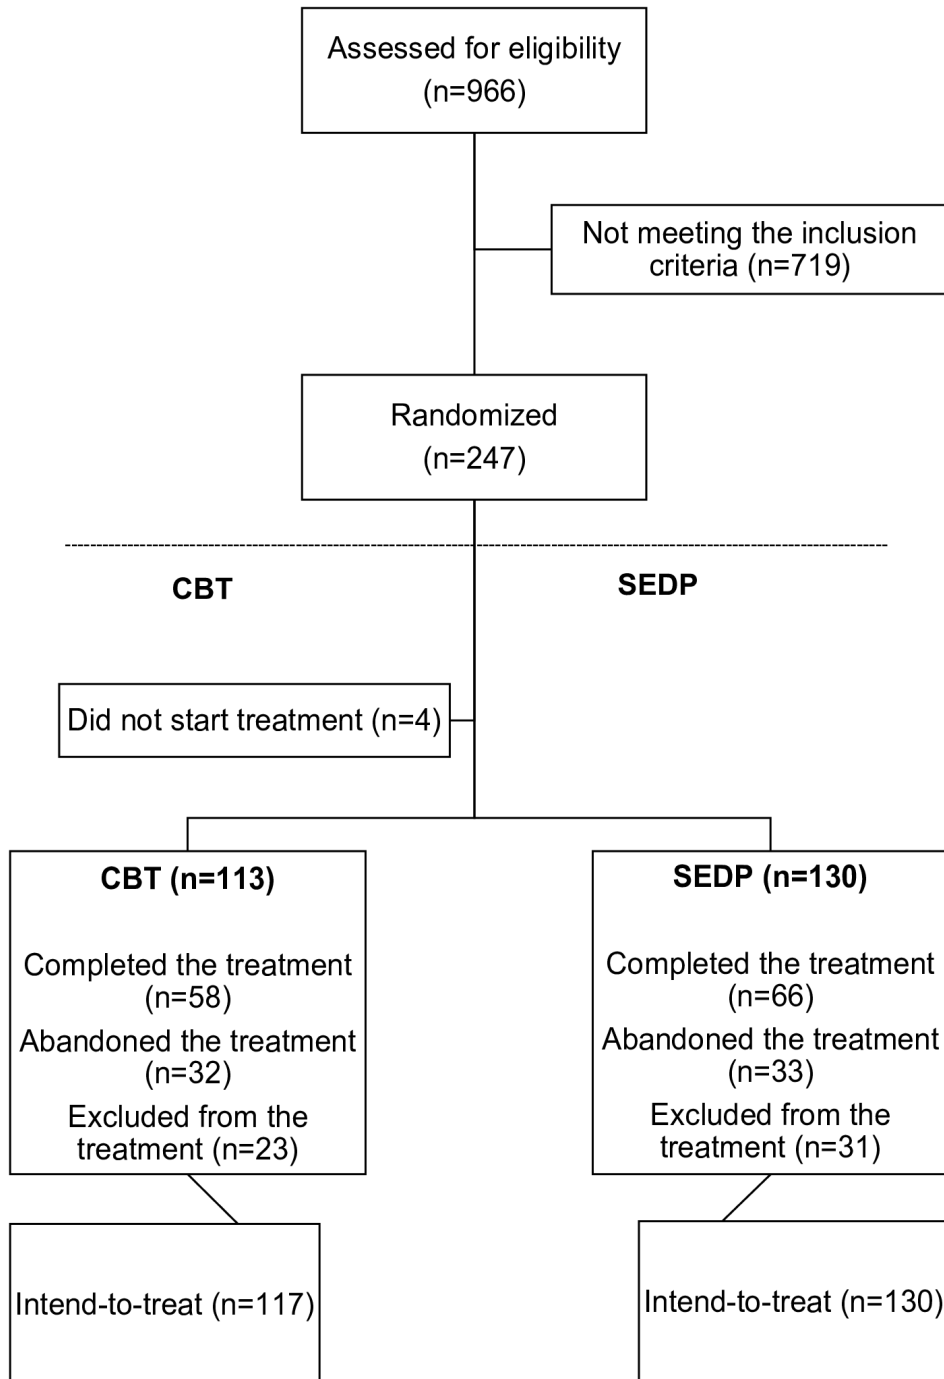 Assessed for eligibility
(n=966)
Not meeting the inclusion
criteria (n=719)
Randomized
(n=247)
CBT
SEDP
Did not start treatment (n=4)
CBT (n=113)
Completed the treatment
(n=58)
Abandoned the treatment
(n=32)
Excluded from the
treatment (n=23)
SEDP (n=130)
Completed the treatment
(n=66)
Abandoned the treatment
(n=33)
Excluded from the
treatment (n=31)
Intend-to-treat (n=117)
Intend-to-treat (n=130)